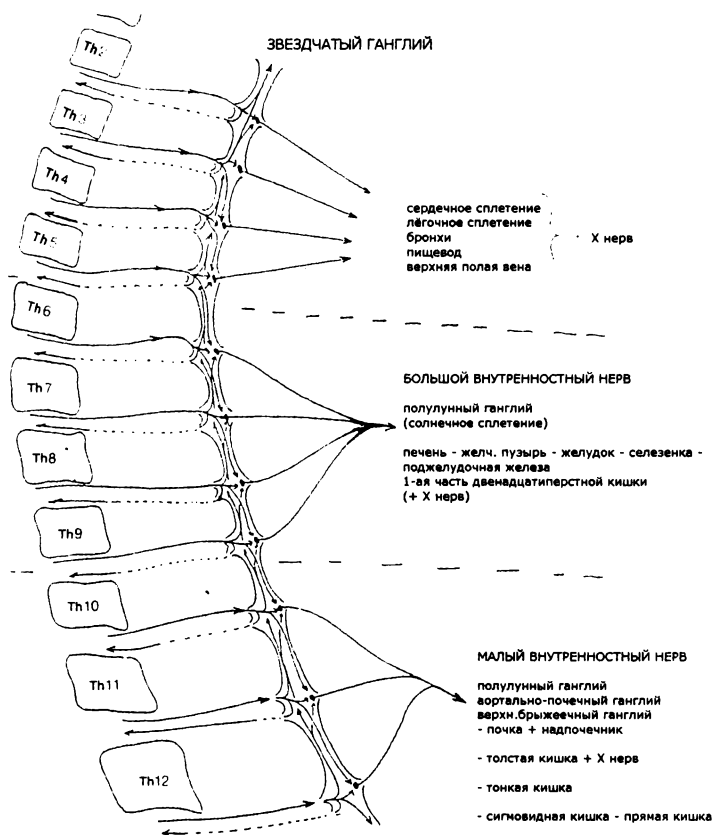 Th2
ЗВЕЗДЧАТЫЙ ГАНГЛИЙ
Th3
Th4
сердечное сплетение
лёгочное сплетение
бронхи
пищевод
верхняя полая вена
X нерв
Th5
Th6
Th7
БОЛЬШОЙ ВНУТРЕННОСТНЫЙ НЕРВ
полулунный ганглий
(солнечное сплетение)
Th8
печень - желч. пузырь - желудок - селезенка -
поджелудочная железа
1-ая часть двенадцатиперстной кишки
(+ X нерв)
Th9
Th10
Th11
МАЛЫЙ ВНУТРЕННОСТНЫЙ НЕРВ
полулунный ганглий
аортально-почечный ганглий
верхн.брыжеечный ганглий
- почка + надпочечник
- толстая кишка + X нерв
Th12
- тонкая кишка
- сигмовидная кишка - прямая кишка